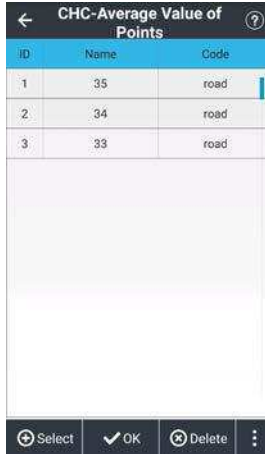 CHC-Average Value of
Points
?
ID Name Code
1 35 road
2 34 road
3 33 road
Select OK Delete